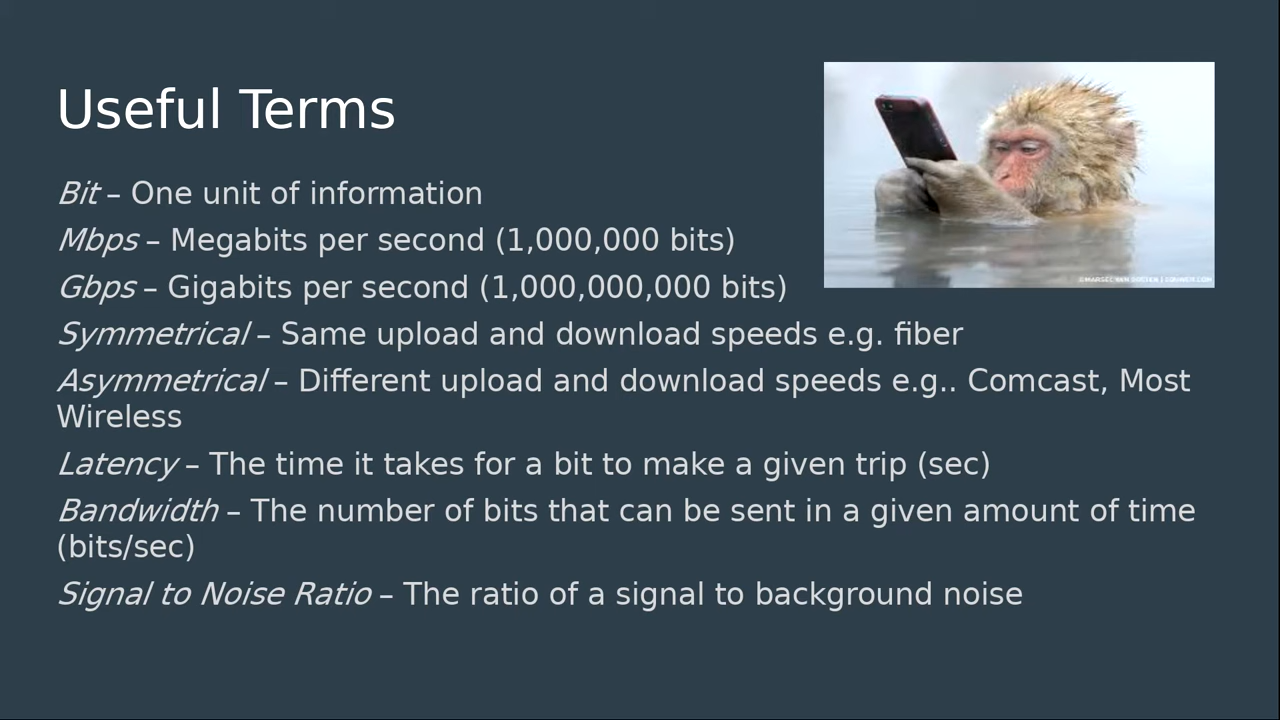 Useful Terms
Bit – One unit of information
Mbps – Megabits per second (1,000,000 bits)
Gbps – Gigabits per second (1,000,000,000 bits)
Symmetrical – Same upload and download speeds e.g. fiber
Asymmetrical – Different upload and download speeds e.g.. Comcast, Most
Wireless
Latency – The time it takes for a bit to make a given trip (sec)
Bandwidth – The number of bits that can be sent in a given amount of time
(bits/sec)
Signal to Noise Ratio – The ratio of a signal to background noise